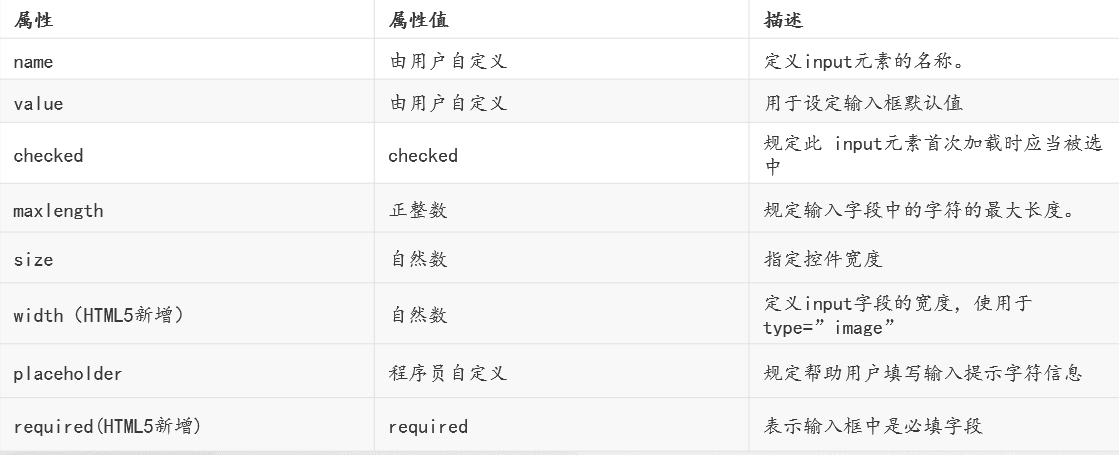 属性 属性值 描述
name 由用户自定义 定义input元素的名称。
value 由用户自定义 用于设定输入框默认值
checked checked 规定此 input元素首次加载时应当被选
中
maxlength 正整数 规定输入字段中的字符的最大长度。
size 自然数 指定控件宽度
width（HTML5新增） 自然数 定义input字段的宽度，使用于
type=”image”
placeholder 程序员自定义 规定帮助用户填写输入提示字符信息
required(HTML5新增) required 表示输入框中是必填字段